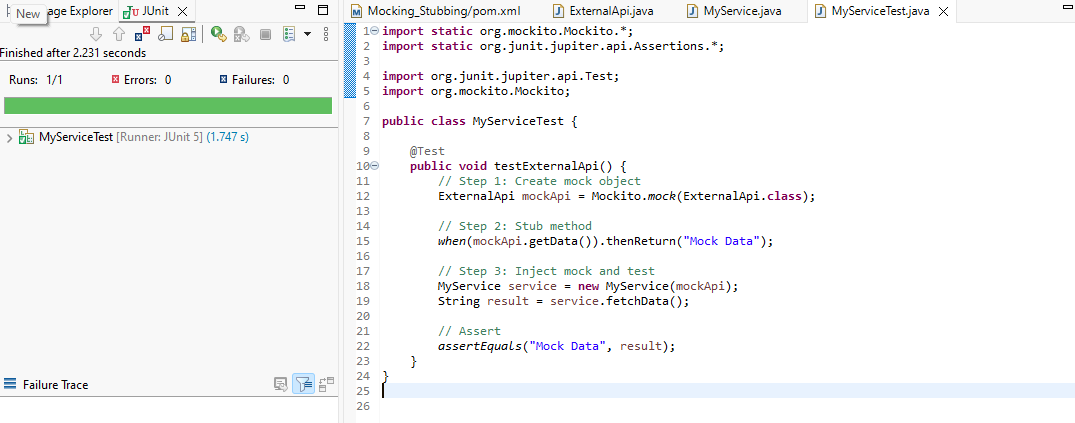 New
age Explorer
JUnit
Finished after 2.231 seconds
Runs: 1/1 Errors: 0 Failures: 0
MyServiceTest [Runner: JUnit 5] (1.747 s)
Failure Trace
Mocking_Stubbing/pom.xml
ExternalApi.java
MyService.java
MyServiceTest.java
1 import static org.mockito.Mockito.*;
2 import static org.junit.jupiter.api.Assertions.*;
3
4 import org.junit.jupiter.api.Test;
5 import org.mockito.Mockito;
6
7 public class MyServiceTest {
8
9 @Test
10 public void testExternalApi() {
11 // Step 1: Create mock object
12 ExternalApi mockApi = Mockito.mock(ExternalApi.class);
13
14 // Step 2: Stub method
15 when(mockApi.getData()).thenReturn("Mock Data");
16
17 // Step 3: Inject mock and test
18 MyService service = new MyService(mockApi);
19 String result = service.fetchData();
20
21 // Assert
22 assertEquals("Mock Data", result);
23 }
24 }
25
26